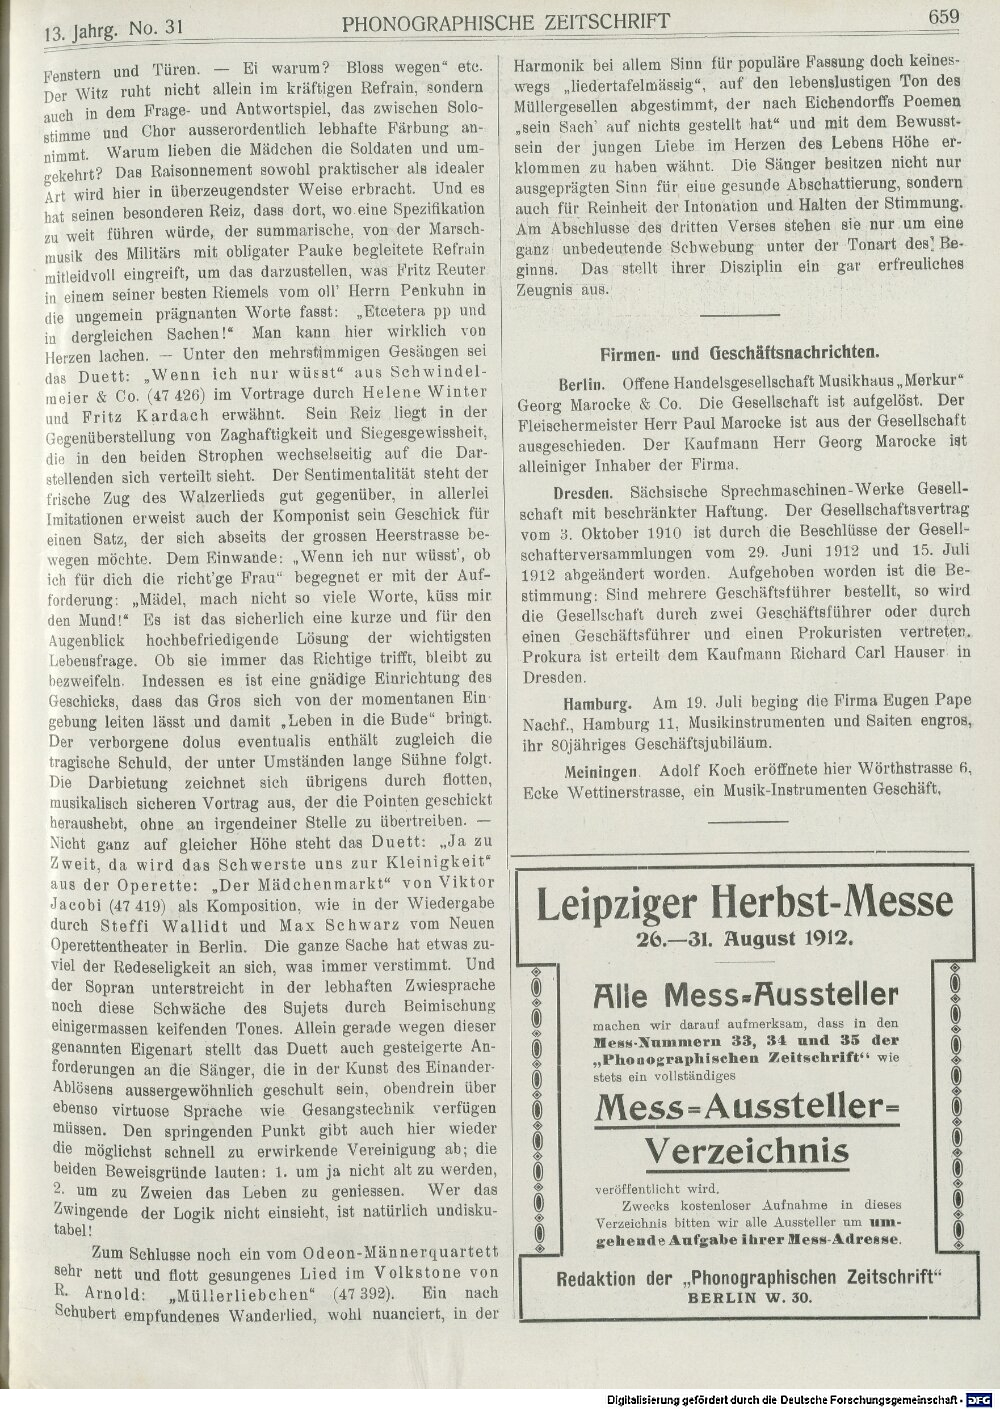 13. Jahrg. No. 31
PHONOGRAPHISCHE ZEITSCHRIFT
659
Fenstern und Türen. — Ei warum? Bloss wegen“ etc.
Der Witz ruht nicht allein im kräftigen Refrain, sondern
auch in dem Frage- und Antwortspiel, das zwischen Solo-
stimme und Chor ausserordentlich lebhafte Färbung an-
nimmt. Warum lieben die Mädchen die Soldaten und um-
gekehrt? Das Raisonnement sowohl praktischer als idealer
Art wird hier in überzeugendster Weise erbracht. Und es
hat seinen besonderen Reiz, dass dort, wo eine Spezifikation
zu weit führen würde, der summarische, von der Marsch-
musik des Militärs mit obligater Pauke begleitete Refrain
mitleidvoll eingreift, um das darzustellen, was Fritz Reuter
in einem seiner besten Riemels vom oll’ Herrn Penkuhn in
die ungemein prägnanten Worte fasst: „Etcetera pp und
in dergleichen Sachen!“ Man kann hier wirklich von
Herzen lachen. — Unter den mehrstimmigen Gesängen sei
das Duett: „Wenn ich nur wüsst“ aus Schwindel-
meier & Co. (47 426) im Vortrage durch Helene Winter
und Fritz Kardach erwähnt. Sein Reiz liegt in der
Gegenüberstellung von Zaghaftigkeit und Siegesgewissheit,
die in den beiden Strophen wechselseitig auf die Dar-
stellenden sich verteilt sieht. Der Sentimentalität steht der
frische Zug des Walzerlieds gut gegenüber, in allerlei
Imitationen erweist auch der Komponist sein Geschick für
einen Satz, der sich abseits der grossen Heerstrasse be-
wegen möchte. Dem Einwande: „Wenn ich nur wüsst’, ob
ich für dich die richt’ge Frau“ begegnet er mit der Auf-
forderung: „Mädel, mach nicht so viele Worte, küss mir
den Mund!“ Es ist das sicherlich eine kurze und für den
Augenblick hochbefriedigende Lösung der wichtigsten
Lebensfrage. Ob sie immer das Richtige trifft, bleibt zu
bezweifeln. Indessen es ist eine gnädige Einrichtung des
Geschicks, dass das Gros sich von der momentanen Ein-
gebung leiten lässt und damit „Leben in die Bude“ bringt.
Der verborgene dolus eventualis enthält zugleich die
tragische Schuld, der unter Umständen lange Sühne folgt.
Die Darbietung zeichnet sich übrigens durch flotten,
musikalisch sicheren Vortrag aus, der die Pointen geschickt
heraushebt, ohne an irgendeiner Stelle zu übertreiben. —
Nicht ganz auf gleicher Höhe steht das Duett: „Ja zu
Zweit, da wird das Schwerste uns zur Kleinigkeit“
aus der Operette: „Der Mädchenmarkt“ von Viktor
Jacobi (47 419) als Komposition, wie in der Wiedergabe
durch Steffi Wallidt und Max Schwarz vom Neuen
Operettentheater in Berlin. Die ganze Sache hat etwas zu-
viel der Redeseligkeit an sich, was immer verstimmt. Und
der Sopran unterstreicht in der lebhaften Zwiesprache
noch diese Schwäche des Sujets durch Beimischung
einigermassen keifenden Tones. Allein gerade wegen dieser
genannten Eigenart stellt das Duett auch gesteigerte An-
forderungen an die Sänger, die in der Kunst des Einander-
Ablösens aussergewöhnlich geschult sein, obendrein über
ebenso virtuose Sprache wie Gesangstechnik verfügen
müssen. Den springenden Punkt gibt auch hier wieder
die möglichst schnell zu erwirkende Vereinigung ab; die
beiden Beweisgründe lauten: 1. um ja nicht alt zu werden,
2. um zu Zweien das Leben zu geniessen. Wer das
Zwingende der Logik nicht einsieht, ist natürlich undisku-
tabel!
Zum Schlusse noch ein vom Odeon-Männerquartett
sehr nett und flott gesungenes Lied im Volkstone von
R. Arnold: „Müllerliebchen“ (47 392). Ein nach
Schubert empfundenes Wanderlied, wohl nuanciert, in der
Harmonik bei allem Sinn für populäre Fassung doch keines-
wegs „liedertafelmässig“, auf den lebenslustigen Ton des
Müllergesellen abgestimmt, der nach Eichendorffs Poemen
„sein Sach’ auf nichts gestellt hat“ und mit dem Bewusst-
sein der jungen Liebe im Herzen des Lebens Höhe er-
klommen zu haben wähnt. Die Sänger besitzen nicht nur
ausgeprägten Sinn für eine gesunde Abschattierung, sondern
auch für Reinheit der Intonation und Halten der Stimmung.
Am Abschlusse des dritten Verses stehen sie nur um eine
ganz unbedeutende Schwebung unter der Tonart des Be-
ginns. Das stellt ihrer Disziplin ein gar erfreuliches
Zeugnis aus.
Firmen- und Geschäftsnachrichten.
Berlin. Offene Handelsgesellschaft Musikhaus „Merkur“
Georg Marocke & Co. Die Gesellschaft ist aufgelöst. Der
Fleischermeister Herr Paul Marocke ist aus der Gesellschaft
ausgeschieden. Der Kaufmann Herr Georg Marocke ist
alleiniger Inhaber der Firma.
Dresden. Sächsische Sprechmaschinen-Werke Gesell-
schaft mit beschränkter Haftung. Der Gesellschaftsvertrag
vom 3. Oktober 1910 ist durch die Beschlüsse der Gesell-
schafterversammlungen vom 29. Juni 1912 und 15. Juli
1912 abgeändert worden. Aufgehoben worden ist die Be-
stimmung: Sind mehrere Geschäftsführer bestellt, so wird
die Gesellschaft durch zwei Geschäftsführer oder durch
einen Geschäftsführer und einen Prokuristen vertreten.
Prokura ist erteilt dem Kaufmann Richard Carl Hauser in
Dresden.
Hamburg. Am 19. Juli beging die Firma Eugen Pape
Nachf., Hamburg 11, Musikinstrumenten und Saiten engros,
ihr 80jähriges Geschäftsjubiläum.
Meiningen. Adolf Koch eröffnete hier Wörthstrasse 6,
Ecke Wettinerstrasse, ein Musik-Instrumenten Geschäft.
Leipziger Herbst-Messe
26.—31. August 1912.
Alle Mess-Aussteller
machen wir darauf aufmerksam, dass in den
Mess-Nummern 33, 34 und 35 der
„Phonographischen Zeitschrift“ wie
stets ein vollständiges
Mess-Aussteller-
Verzeichnis
veröffentlicht wird.
Zwecks kostenloser Aufnahme in dieses
Verzeichnis bitten wir alle Aussteller um um-
gehende Aufgabe ihrer Mess-Adresse.
Redaktion der „Phonographischen Zeitschrift“
BERLIN W. 30.
Digitalisierung gefördert durch die Deutsche Forschungsgemeinschaft - DFG